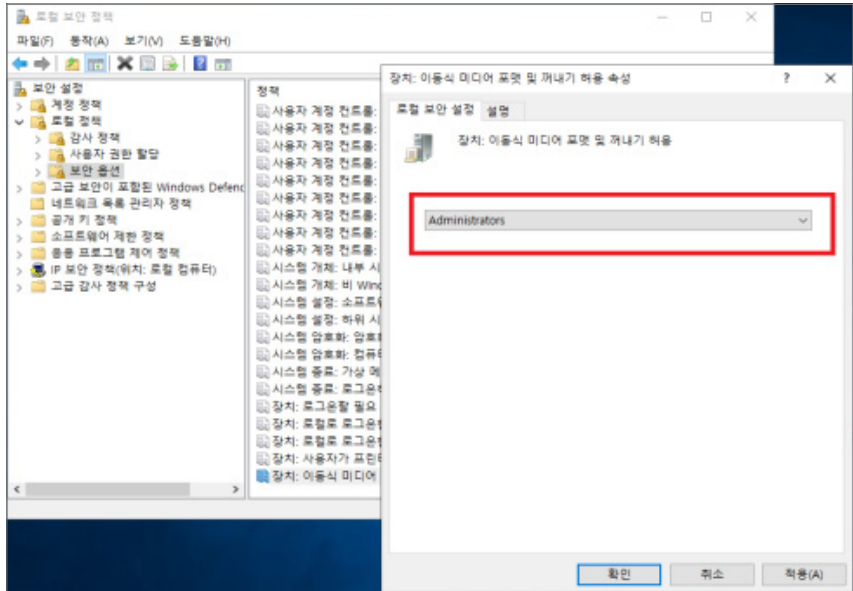 로컬 보안 정책
파일(F) 동작(A) 보기(V) 도움말(H)
보안 설정
계정 정책
로컬 정책
감사 정책
사용자 권한 할당
보안 옵션
고급 보안이 포함된 Windows Defenc
네트워크 목록 관리자 정책
공개 키 정책
소프트웨어 제한 정책
응용 프로그램 제어 정책
IP 보안 정책(위치: 로컬 컴퓨터)
고급 감사 정책 구성
정책
사용자 계정 컨트롤:
사용자 계정 컨트롤:
사용자 계정 컨트롤:
사용자 계정 컨트롤:
사용자 계정 컨트롤:
사용자 계정 컨트롤:
사용자 계정 컨트롤:
사용자 계정 컨트롤:
사용자 계정 컨트롤:
시스템 개체: 내부 시
시스템 개체: 비 Winc
시스템 설정: 소프트웨
시스템 설정: 하위 시
시스템 암호화: 암호
시스템 암호화: 컴퓨터
시스템 종료: 가상 메
시스템 종료: 로그온하
장치: 로그온할 필요
장치: 로컬로 로그온한
장치: 로컬로 로그온한
장치: 사용자가 프린터
장치: 이동식 미디어
장치: 이동식 미디어 포맷 및 꺼내기 허용 속성
로컬 보안 설정 설명
장치: 이동식 미디어 포맷 및 꺼내기 허용
Administrators
확인 취소 적용(A)